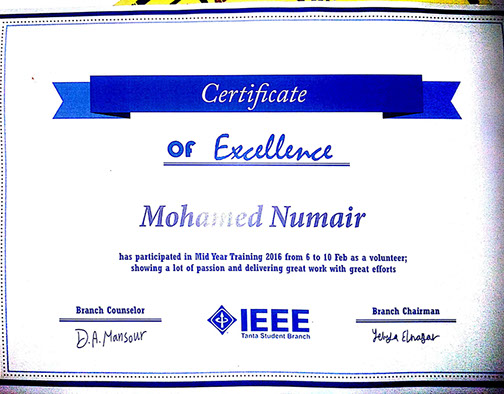 Certificate
OF Excellence
Mohamed Numair
has participated in Mid Year Training 2016 from 6 to 10 Feb as a volunteer;
showing a lot of passion and delivering great work with great efforts
Branch Counselor
D.A. Mansour
IEEE
Tanta Student Branch
Branch Chairman